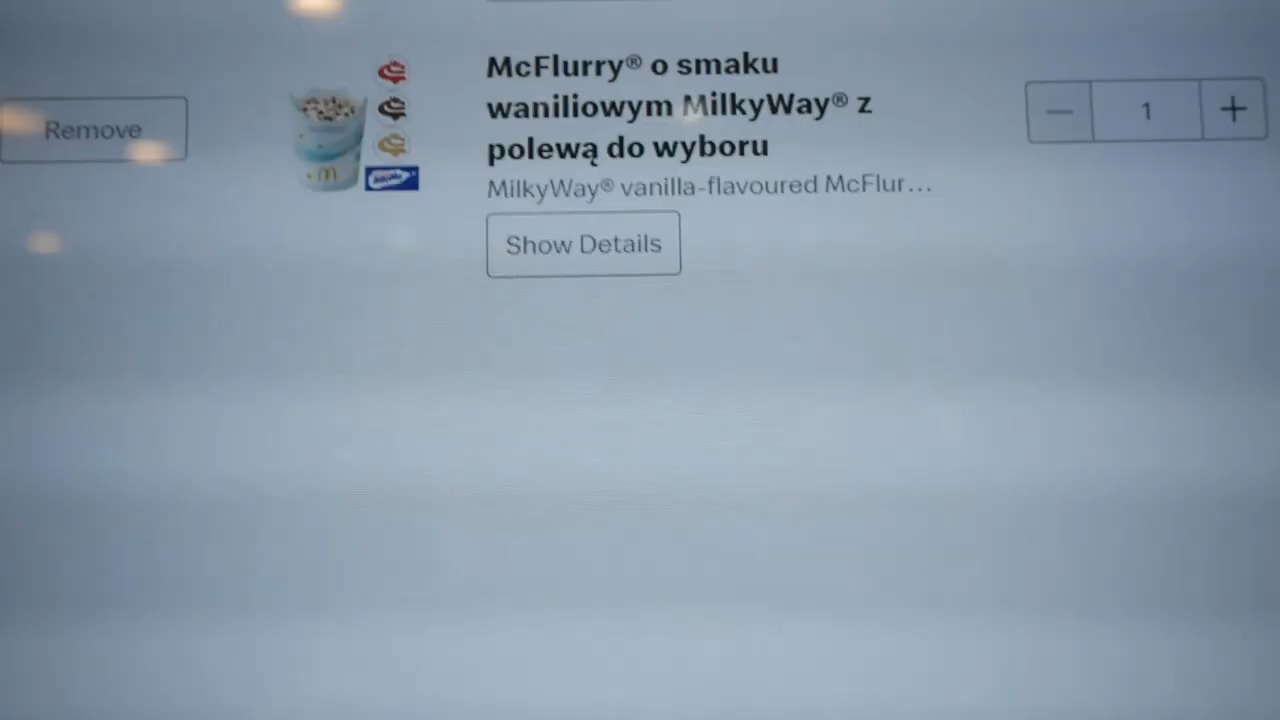 Remove
McFlurry® o smaku
waniliowym MilkyWay® z
polewą do wyboru
MilkyWay® vanilla-flavoured McFlur...
Show Details
1